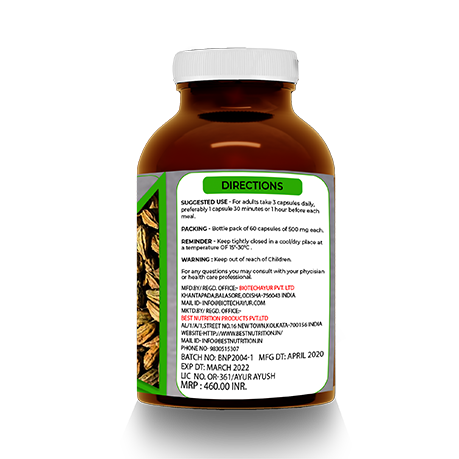 DIRECTIONS
SUGGESTED USE - For adults take 3 capsules daily,
preferably 1 capsule 30 minutes or 1 hour before each
meal.
PACKING - Bottle pack of 60 capsules of 500 mg each.
REMINDER - Keep tightly closed in a cool/dry place at
a temperature OF 15°-30°C .
WARNING : Keep out of reach of Children.
For any questions you may consult with your physician
or health care professional.
MFD.BY/ REGD. OFFICE:- BIOTECHAYUR PVT. LTD
KHANTAPADA,BALASORE,ODISHA-756043 INDIA.
MAIL ID- INFO@BIOTECHAYUR.COM
MKTD.BY/ REG. OFFICE:-
BEST NUTRITION PRODUCTS PVT.LTD
AL/1/A/1,STREET NO.16 NEW TOWN,KOLKATA-700156 INDIA
WEBSITE-HTTP://WWW.BESTNUTRITION.IN/
MAIL ID- INFO@BESTNUTRITION.IN
PHONE NO- 9830515307
BATCH NO: BNP2004-1 MFG DT: APRIL 2020
EXP DT: MARCH 2022
LIC NO. OR-361/AYUR AYUSH
MRP : 460.00 INR.